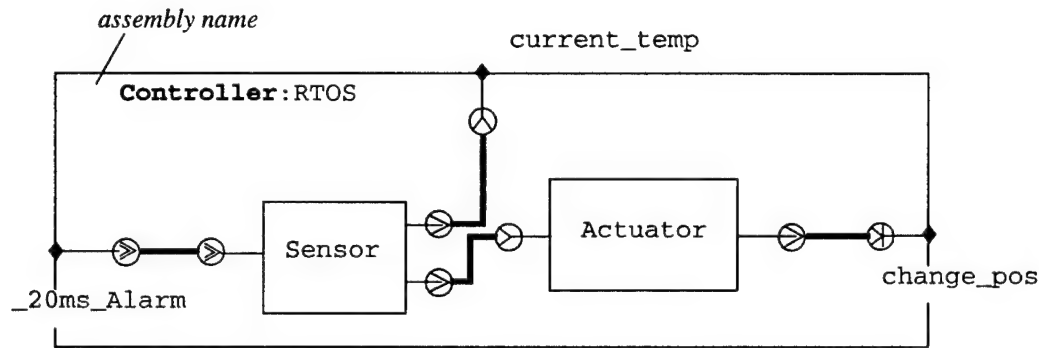 assembly name
current_temp
Controller:RTOS
Sensor
Actuator
_20ms_Alarm
change_pos